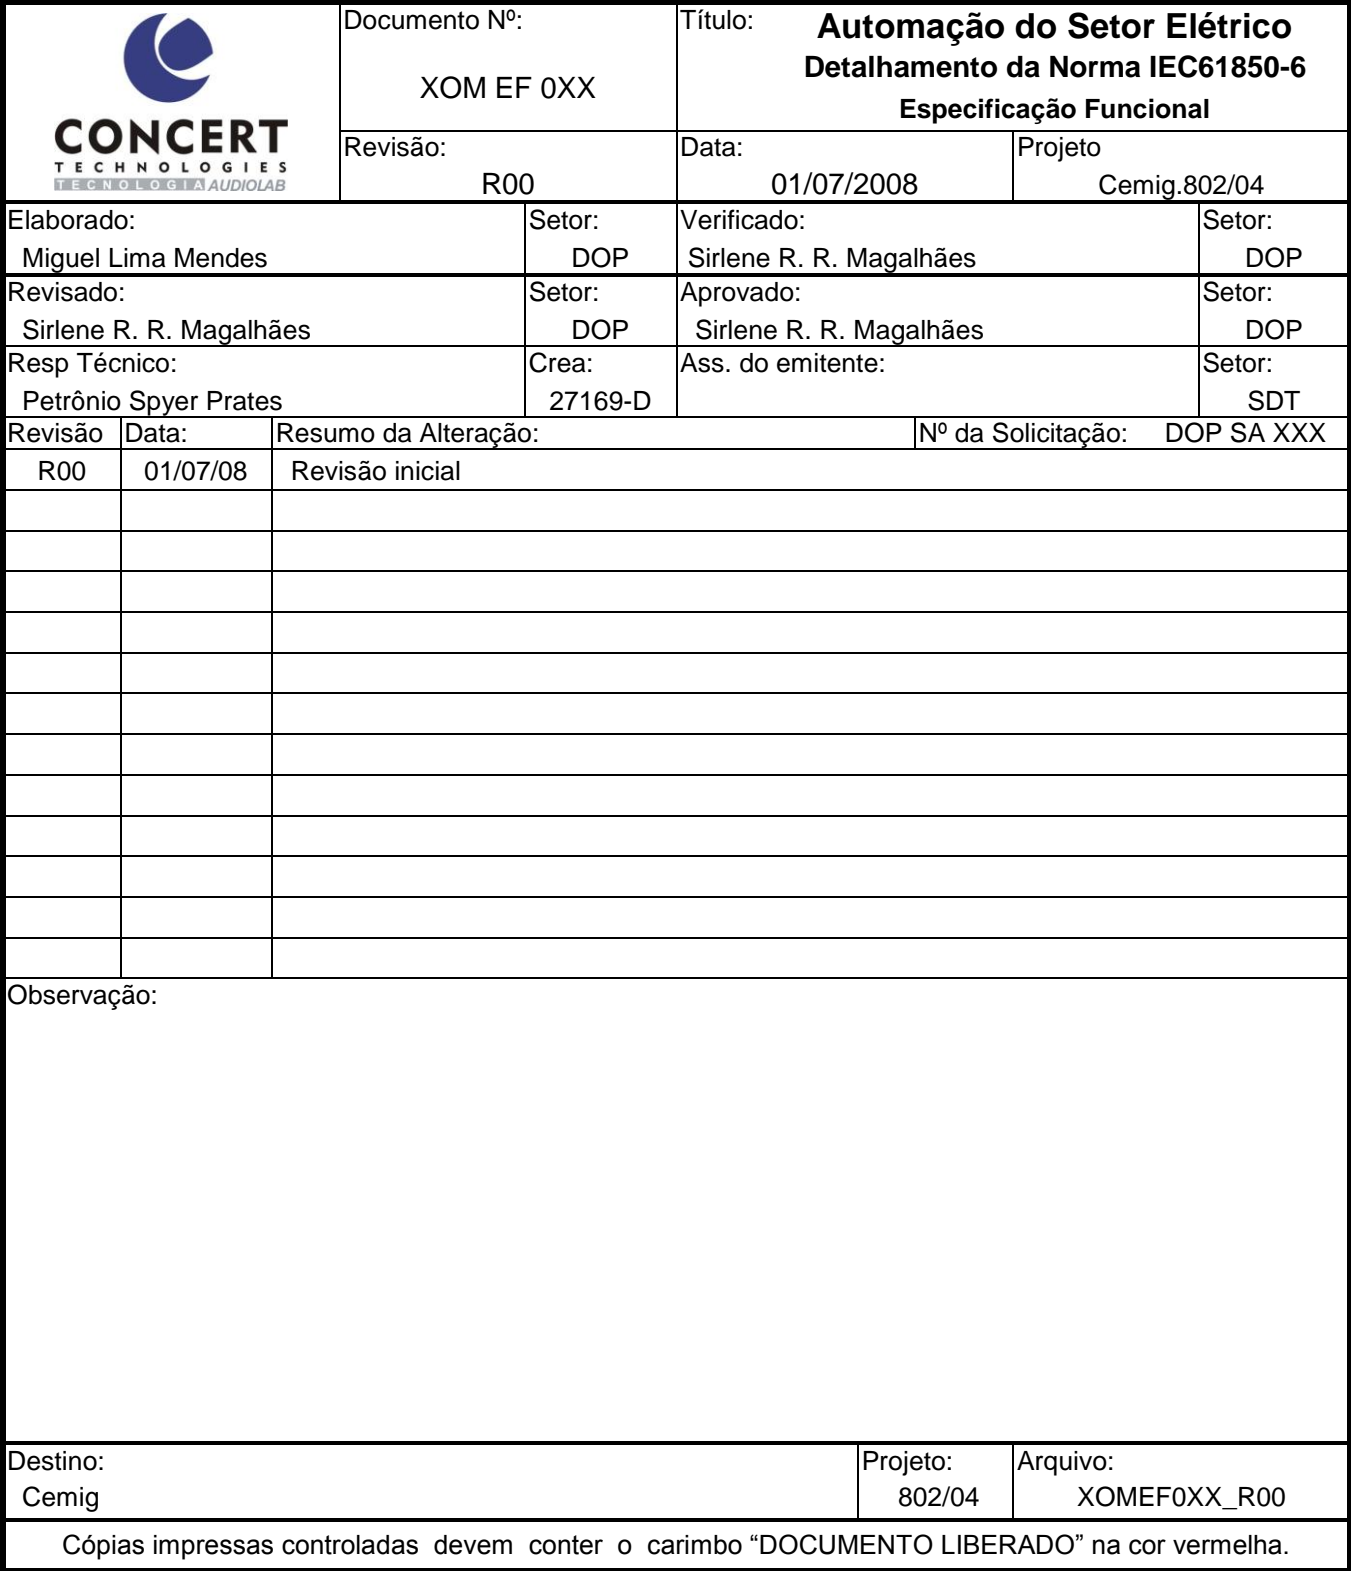 CONCERT
TECHNOLOGIES
TECNOLOGIA AUDIOLAB
Documento Nº:
XOM EF 0XX
Título:
Automação do Setor Elétrico
Detalhamento da Norma IEC61850-6
Especificação Funcional
Revisão:
R00
Data:
01/07/2008
Projeto
Cemig.802/04
Elaborado:
Miguel Lima Mendes
Setor:
DOP
Verificado:
Sirlene R. R. Magalhães
Setor:
DOP
Revisado:
Sirlene R. R. Magalhães
Setor:
DOP
Aprovado:
Sirlene R. R. Magalhães
Setor:
DOP
Resp Técnico:
Petrônio Spyer Prates
Crea:
27169-D
Ass. do emitente:
Setor:
SDT
Revisão Data: Resumo da Alteração: Nº da Solicitação: DOP SA XXX
R00 01/07/08 Revisão inicial
Observação:
Destino:
Cemig
Projeto:
802/04
Arquivo:
XOMEF0XX_R00
Cópias impressas controladas devem conter o carimbo “DOCUMENTO LIBERADO” na cor vermelha.